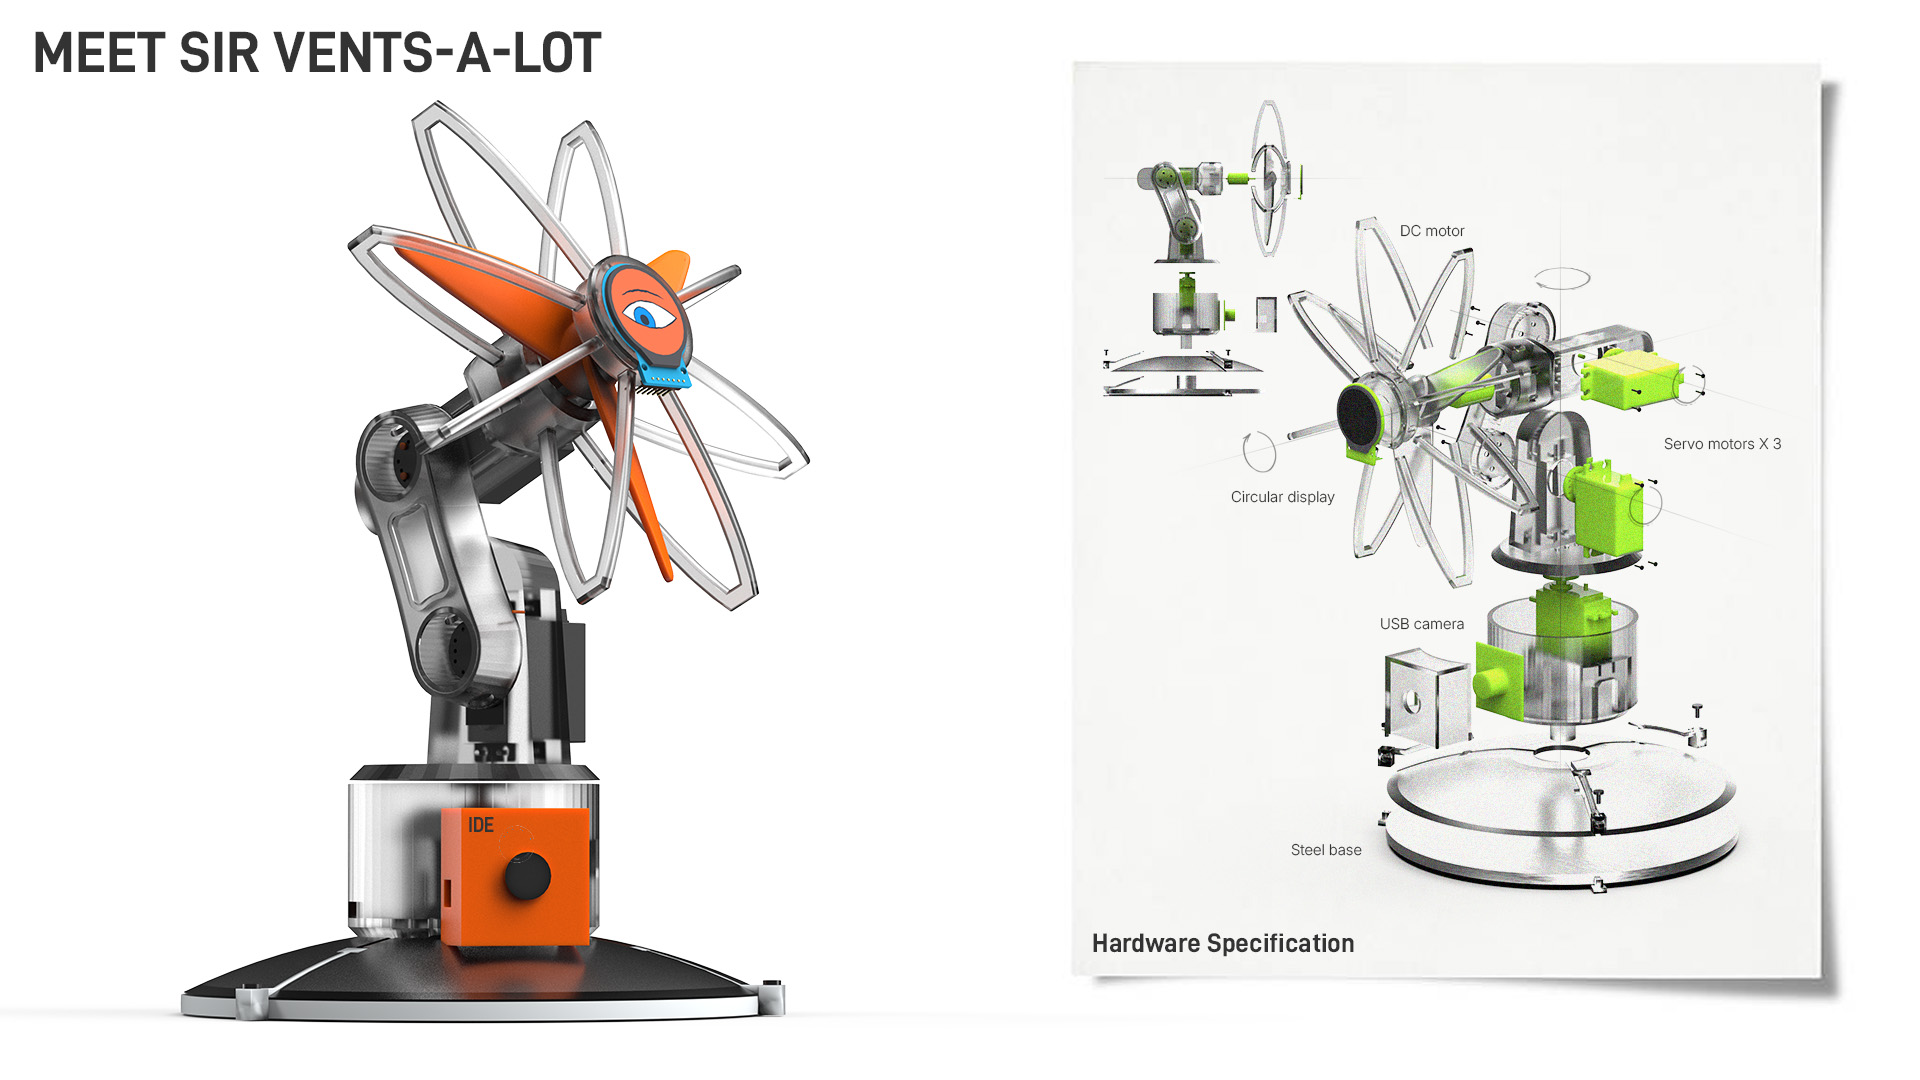 MEET SIR VENTS-A-LOT
IDE
DC motor
Servo motors X 3
Circular display
USB camera
Steel base
Hardware Specification